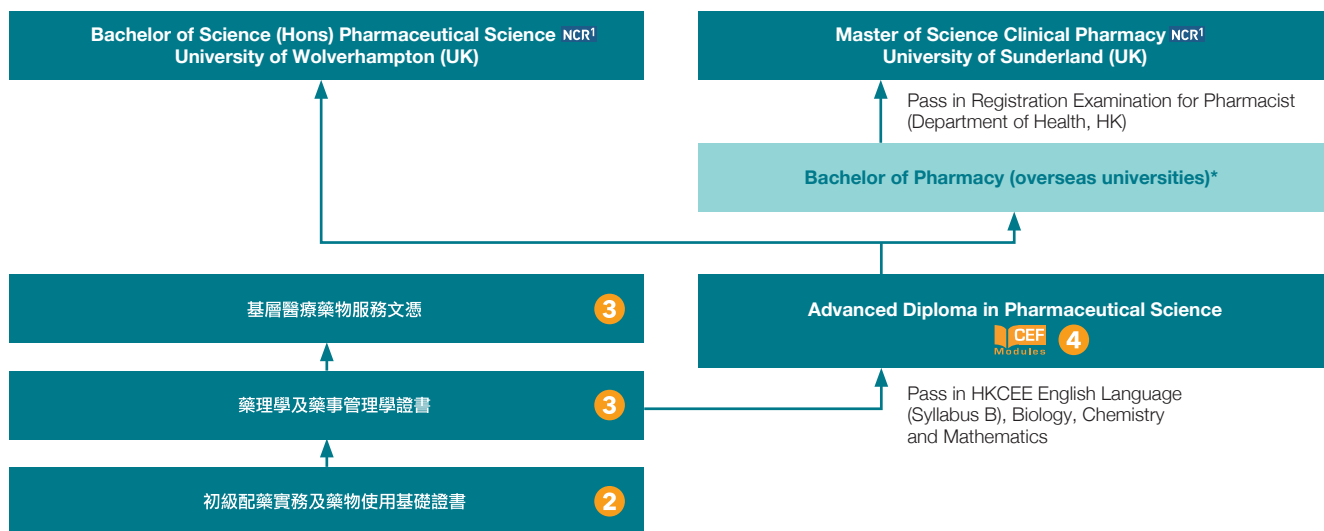 Bachelor of Science (Hons) Pharmaceutical Science NCR¹
University of Wolverhampton (UK)
Master of Science Clinical Pharmacy NCR¹
University of Sunderland (UK)
Pass in Registration Examination for Pharmacist
(Department of Health, HK)
Bachelor of Pharmacy (overseas universities)*
基層醫療藥物服務文憑 3
Advanced Diploma in Pharmaceutical Science
CEF
Modules
4
藥理學及藥事管理學證書 3
Pass in HKCEE English Language
(Syllabus B), Biology, Chemistry
and Mathematics
初級配藥實務及藥物使用基礎證書 2